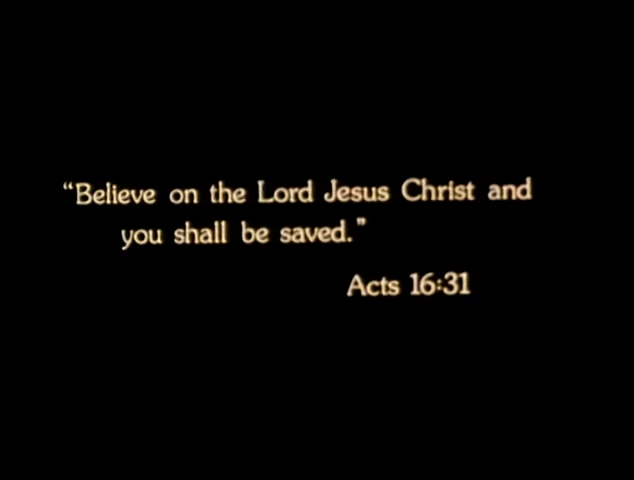 “Believe on the Lord Jesus Christ and
you shall be saved.”
Acts 16:31